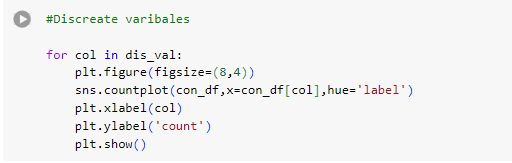 #Discreate varibales
for col in dis_val:
    plt.figure(figsize=(8,4))
    sns.countplot(con_df,x=con_df[col],hue='label')
    plt.xlabel(col)
    plt.ylabel('count')
    plt.show()